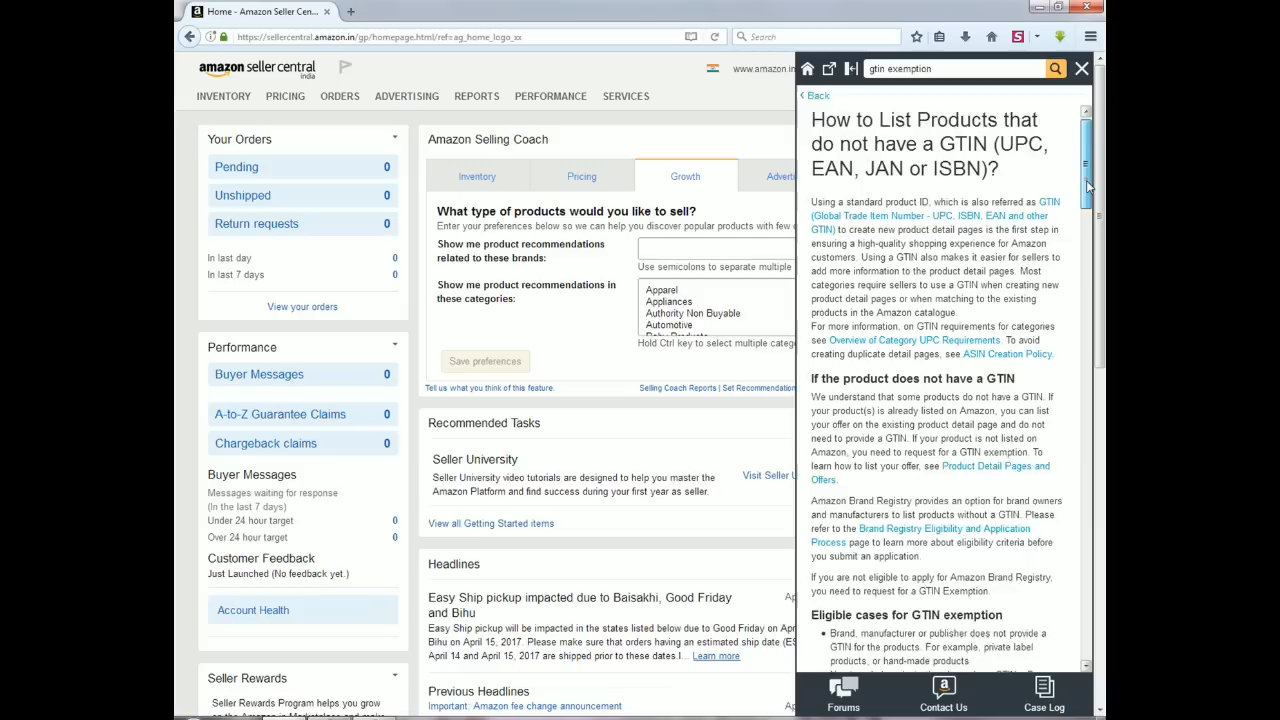 Home - Amazon Seller Cen...
https://sellercentral.amazon.in/gp/homepage.html/ref=ag_home_logo_xx
Search
amazon seller central
india
www.amazon.in
INVENTORY PRICING ORDERS ADVERTISING REPORTS PERFORMANCE SERVICES
Your Orders
Pending 0
Unshipped 0
Return requests 0
In last day 0
In last 7 days 0
View your orders
Performance
Buyer Messages 0
A-to-Z Guarantee Claims 0
Chargeback claims 0
Buyer Messages
Messages waiting for response
(In the last 7 days)
Under 24 hour target 0
Over 24 hour target 0
Customer Feedback
Just Launched (No feedback yet.)
Account Health
Seller Rewards
Seller Rewards Program helps you grow
Amazon Selling Coach
Inventory Pricing Growth Adverti
What type of products would you like to sell?
Enter your preferences below so we can help you discover popular products with few o
Show me product recommendations
related to these brands:
Use semicolons to separate multiple
Show me product recommendations in
these categories:
Apparel
Appliances
Authority Non Buyable
Automotive
Baby Products
Hold Ctrl key to select multiple categ
Save preferences
Tell us what you think of this feature.
Selling Coach Reports | Set Recommendation
Recommended Tasks
Seller University
Seller University video tutorials are designed to help you master the
Amazon Platform and find success during your first year as seller.
Visit Seller U
View all Getting Started items
Headlines
Easy Ship pickup impacted due to Baisakhi, Good Friday
and Bihu
Ap
Easy Ship pickup will be impacted in the states listed below due to Good Friday on Apr
Bihu on April 15, 2017. Please make sure that orders having an estimated ship date (ES
April 14 and April 15, 2017 are shipped prior to these dates.I... Learn more
Previous Headlines
Important: Amazon fee change announcement
Ap
gtin exemption
Back
How to List Products that
do not have a GTIN (UPC,
EAN, JAN or ISBN)?
Using a standard product ID, which is also referred as GTIN
(Global Trade Item Number - UPC, ISBN, EAN and other
GTIN) to create new product detail pages is the first step in
ensuring a high-quality shopping experience for Amazon
customers. Using a GTIN also makes it easier for sellers to
add more information to the product detail pages. Most
categories require sellers to use a GTIN when creating new
product detail pages or when matching to the existing
products in the Amazon catalogue.
For more information, on GTIN requirements for categories
see Overview of Category UPC Requirements. To avoid
creating duplicate detail pages, see ASIN Creation Policy.
If the product does not have a GTIN
We understand that some products do not have a GTIN. If
your product(s) is already listed on Amazon, you can list
your offer on the existing product detail page and do not
need to provide a GTIN. If your product is not listed on
Amazon, you need to request for a GTIN exemption. To
learn how to list your offer, see Product Detail Pages and
Offers.
Amazon Brand Registry provides an option for brand owners
and manufacturers to list products without a GTIN. Please
refer to the Brand Registry Eligibility and Application
Process page to learn more about eligibility criteria before
you submit an application.
If you are not eligible to apply for Amazon Brand Registry,
you need to request for a GTIN Exemption.
Eligible cases for GTIN exemption
• Brand, manufacturer or publisher does not provide a
GTIN for the products. For example, private label
products, or hand-made products
Forums Contact Us Case Log